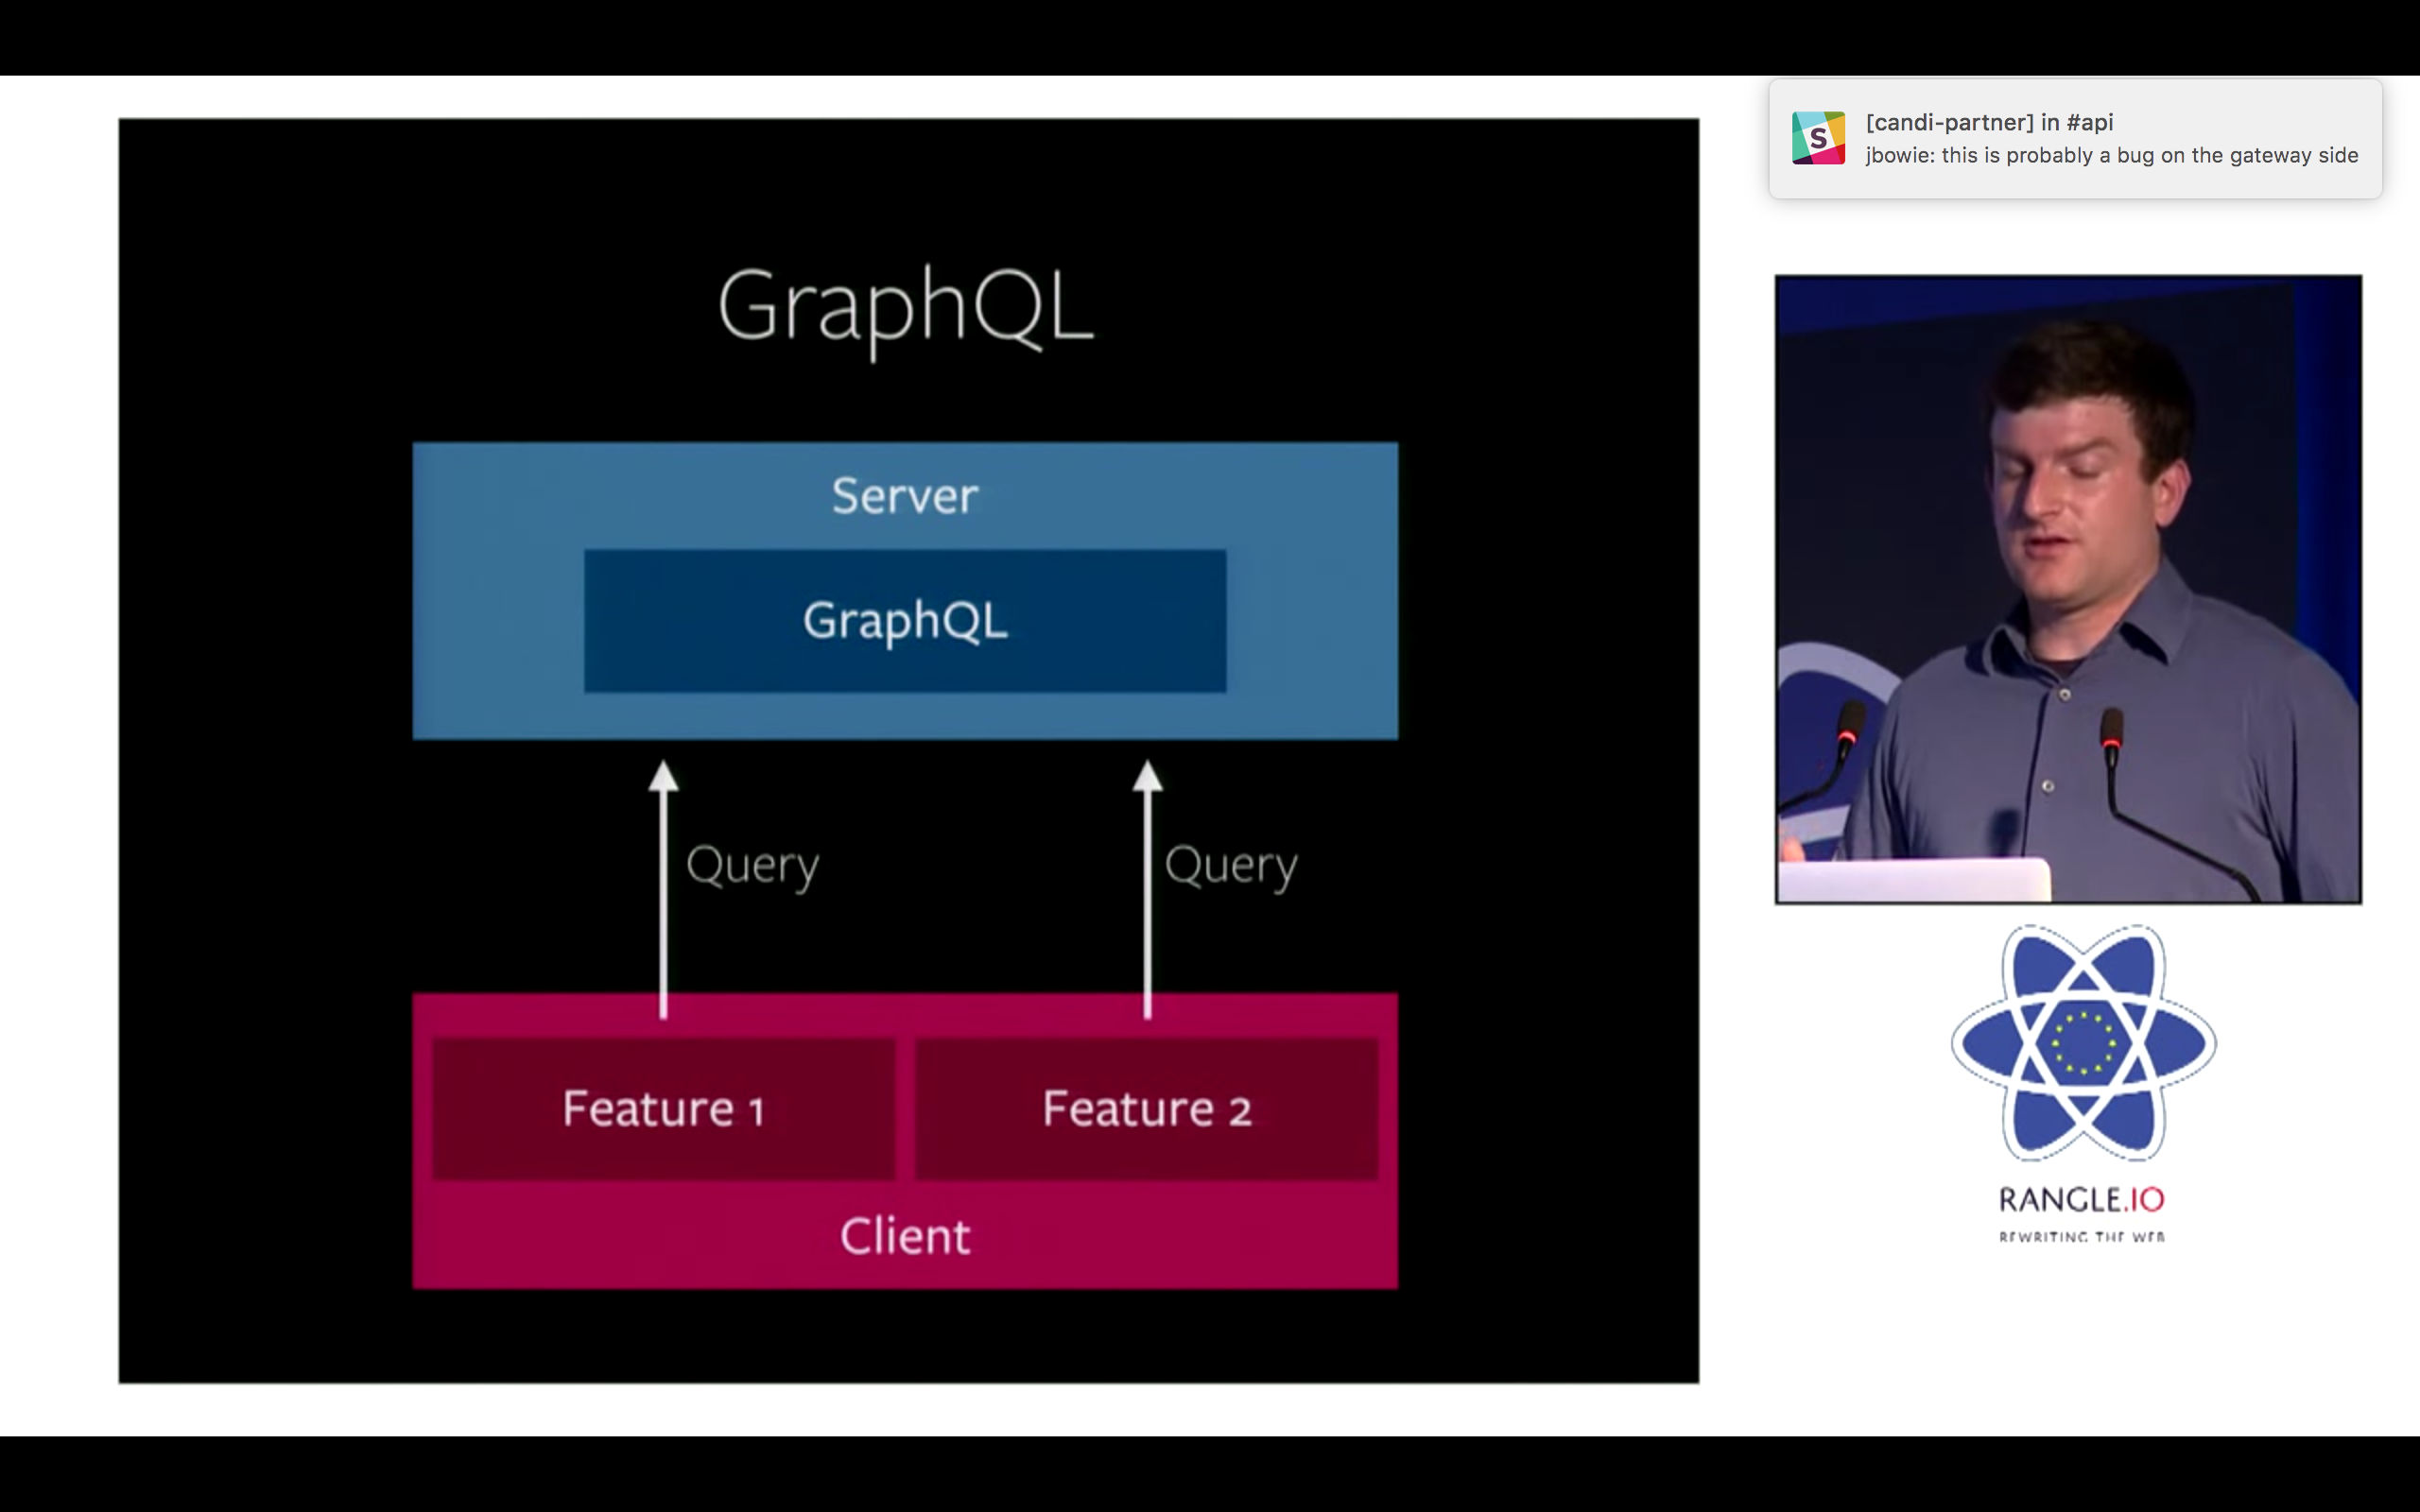 GraphQL
Server
GraphQL
Query
Query
Feature 1
Feature 2
Client
[candi-partner] in #api
S
jbowie: this is probably a bug on the gateway side
RANGLE.IO
REWRITING THE WEB